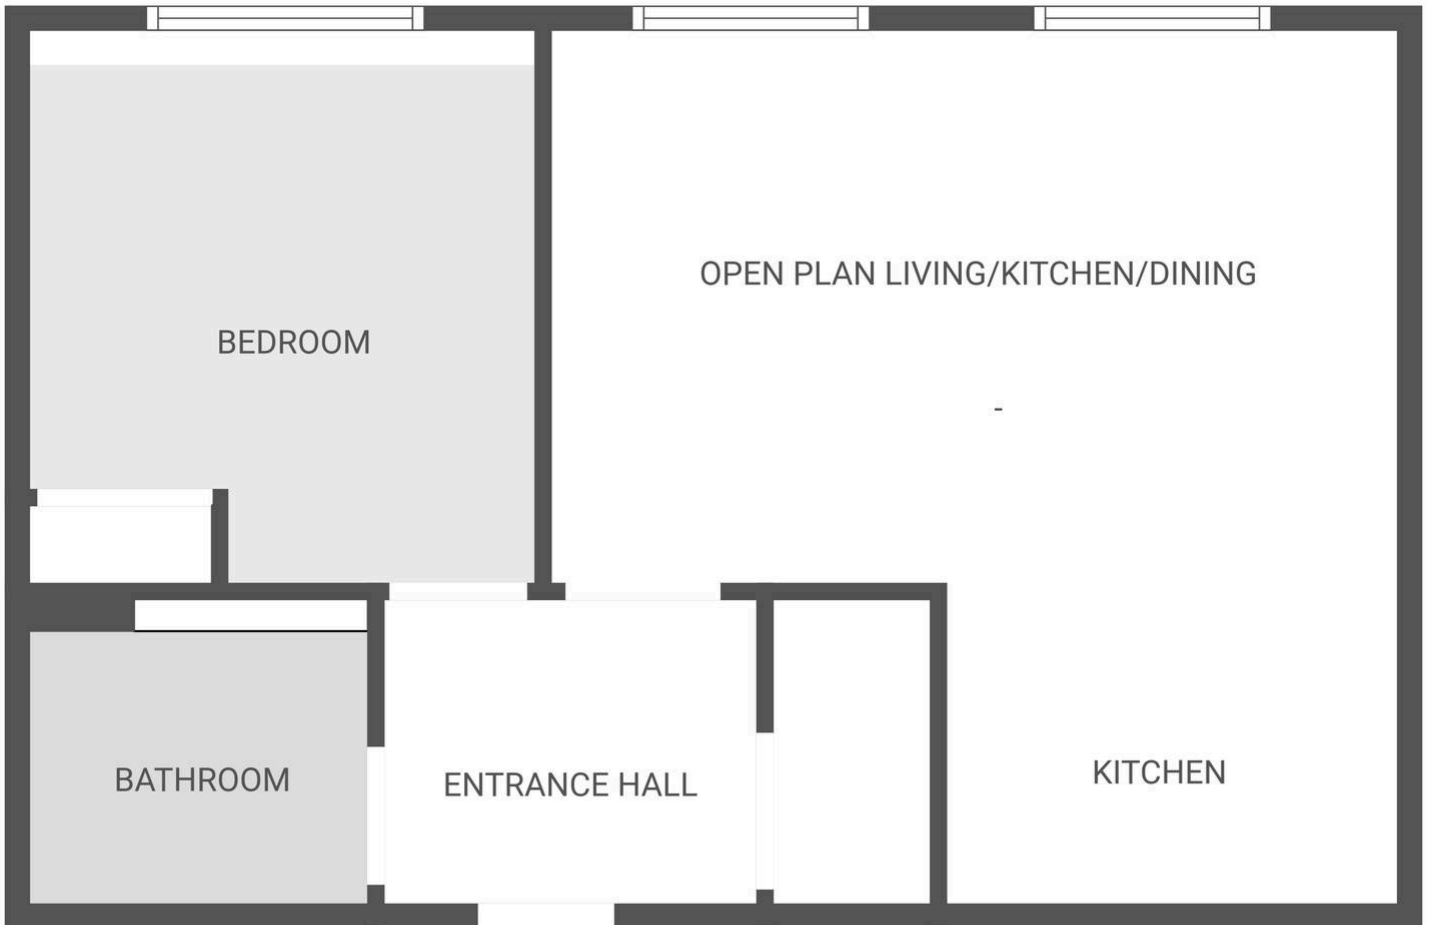 OPEN PLAN LIVING/KITCHEN/DINING
BEDROOM
-
BATHROOM
ENTRANCE HALL
KITCHEN